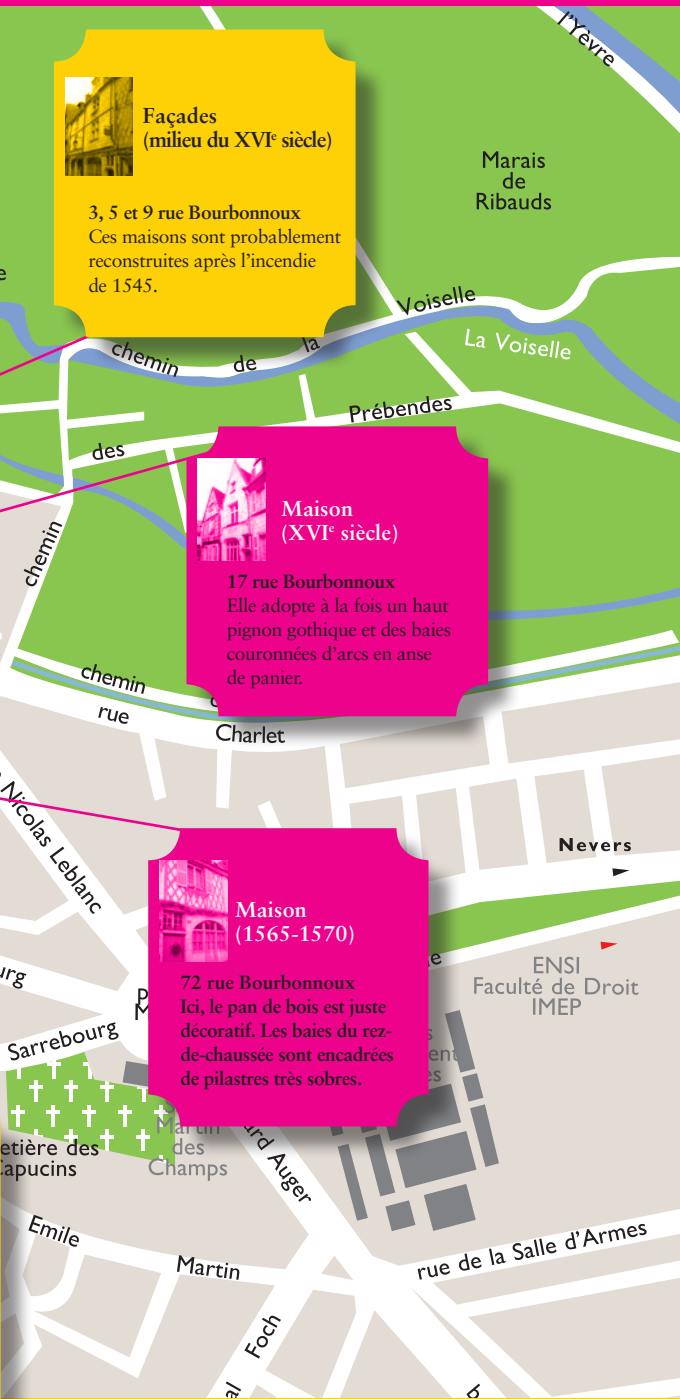 l'Yèvre
Façades
(milieu du XVIe siècle)
Marais
de
Ribauds
3, 5 et 9 rue Bourbonnoux
Ces maisons sont probablement
reconstruites après l'incendie
de 1545.
chemin de la Voiselle
La Voiselle
des Prébendes
chemin
Maison
(XVIe siècle)
17 rue Bourbonnoux
Elle adopte à la fois un haut
pignon gothique et des baies
couronnées d'arcs en anse
de panier.
chemin
rue Charlet
Nicolas Leblanc
Nevers
Maison
(1565-1570)
72 rue Bourbonnoux
Ici, le pan de bois est juste
décoratif. Les baies du rez-
de-chaussée sont encadrées
de pilastres très sobres.
ENSI
Faculté de Droit
IMEP
Sarrebourg
Martin
des
Champs
etière des
Capucins
Auger
Emile Martin
rue de la Salle d'Armes
Foch